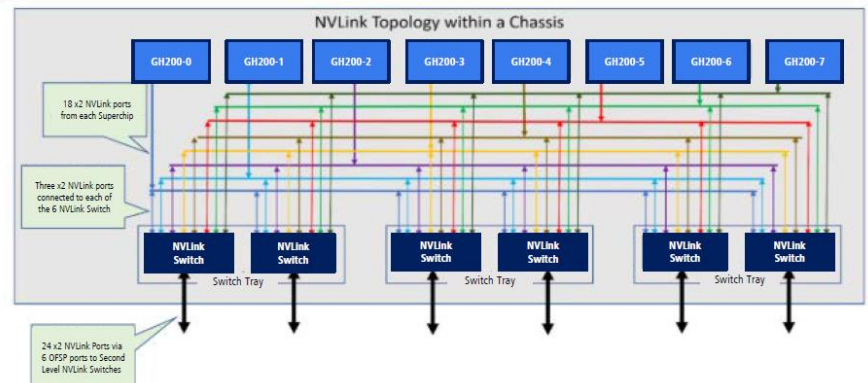 NVLink Topology within a Chassis
GH200-0
GH200-1
GH200-2
GH200-3
GH200-4
GH200-5
GH200-6
GH200-7
18 x2 NVLink ports
from each Superchip
Three x2 NVLink ports
connected to each of
the 6 NVLink Switch
NVLink
Switch
NVLink
Switch
NVLink
Switch
NVLink
Switch
NVLink
Switch
NVLink
Switch
Switch Tray
Switch Tray
Switch Tray
24 x2 NVLink Ports via
6 OFSP ports to Second
Level NVLink Switches